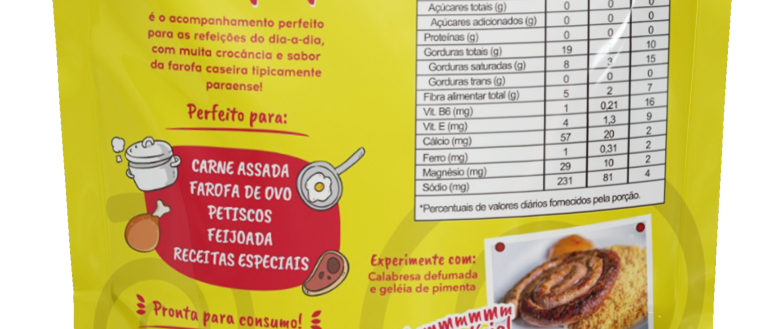 é o acompanhamento perfeito
para as refeições do dia-a-dia,
com muita crocância e sabor
da farofa caseira tipicamente
paraense!
Perfeito para:
CARNE ASSADA
FAROFA DE OVO
PETISCOS
FEIJOADA
RECEITAS ESPECIAIS
Pronta para consumo!
Açúcares totais (g) 0 0
Açúcares adicionados (g) 0 0 0
Proteínas (g) 0 0 0
Gorduras totais (g) 19 10
Gorduras saturadas (g) 8 3 15
Gorduras trans (g) 0 0 0
Fibra alimentar total (g) 5 2 7
Vit. B6 (mg) 1 0,21 16
Vit. E (mg) 4 1,3 9
Cálcio (mg) 57 20 2
Ferro (mg) 1 0,31 2
Magnésio (mg) 29 10 2
Sódio (mg) 231 81 4
*Percentuais de valores diários fornecidos pela porção.
Experimente com:
Calabresa defumada
e geléia de pimenta